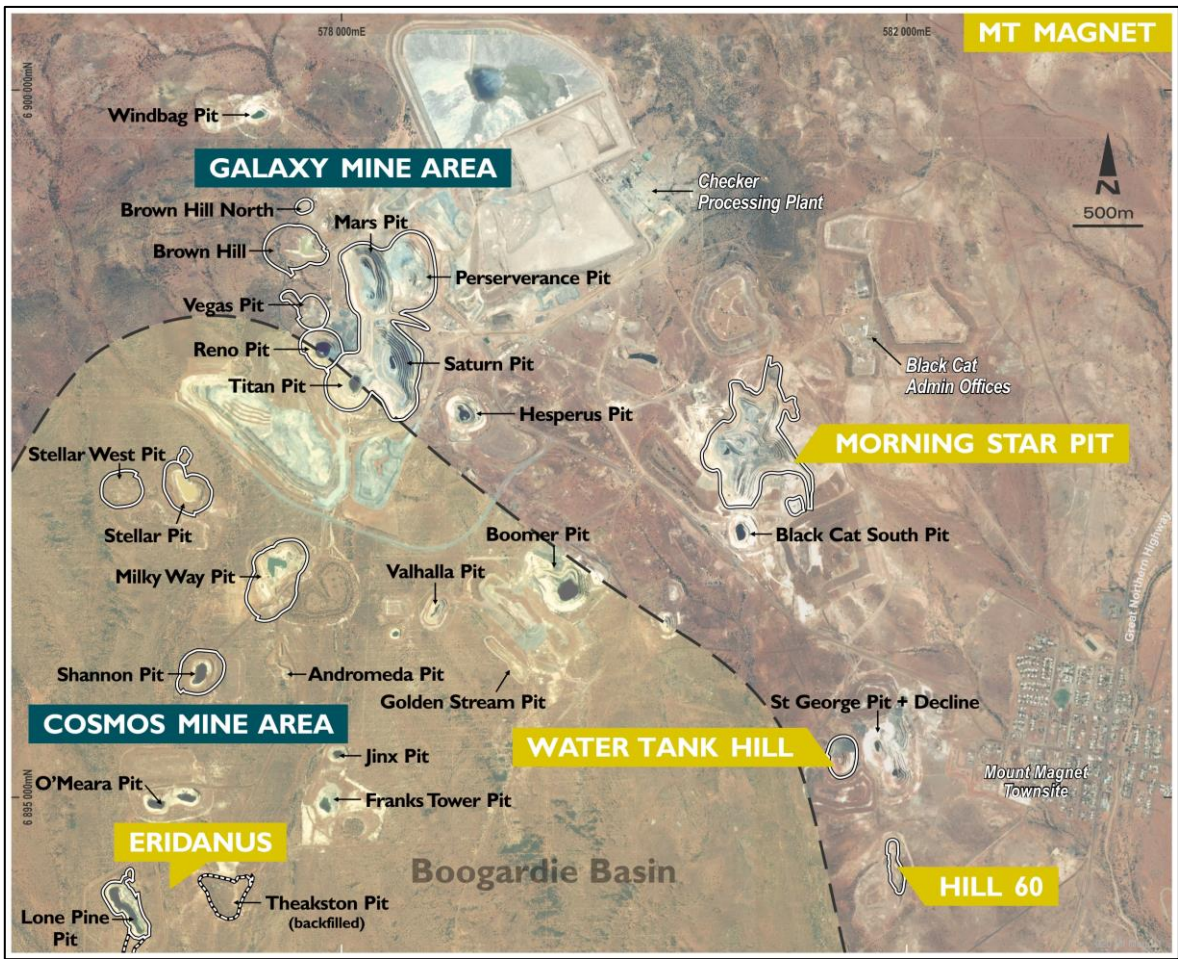 578 000mE
582 000mE
MT MAGNET
6 900 000mN
Windbag Pit
GALAXY MINE AREA
Checker
Processing Plant
N
500m
Brown Hill North
Mars Pit
Brown Hill
Perserverance Pit
Vegas Pit
Reno Pit
Saturn Pit
Titan Pit
Black Cat
Admin Offices
Hesperus Pit
MORNING STAR PIT
Stellar West Pit
Stellar Pit
Boomer Pit
Black Cat South Pit
Milky Way Pit
Valhalla Pit
Great Northern Highway
Shannon Pit
Andromeda Pit
Golden Stream Pit
St George Pit + Decline
COSMOS MINE AREA
WATER TANK HILL
Jinx Pit
Mount Magnet
Townsite
O'Meara Pit
Franks Tower Pit
6 895 000mN
ERIDANUS
Boogardie Basin
HILL 60
Theakston Pit
(backfilled)
Lone Pine
Pit